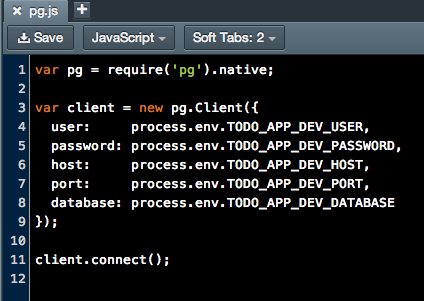 × pg.js +
Save JavaScript Soft Tabs: 2
1 var pg = require('pg').native;
2
3 var client = new pg.Client({
4   user:     process.env.TODO_APP_DEV_USER,
5   password: process.env.TODO_APP_DEV_PASSWORD,
6   host:     process.env.TODO_APP_DEV_HOST,
7   port:     process.env.TODO_APP_DEV_PORT,
8   database: process.env.TODO_APP_DEV_DATABASE
9 });
10
11 client.connect();
12